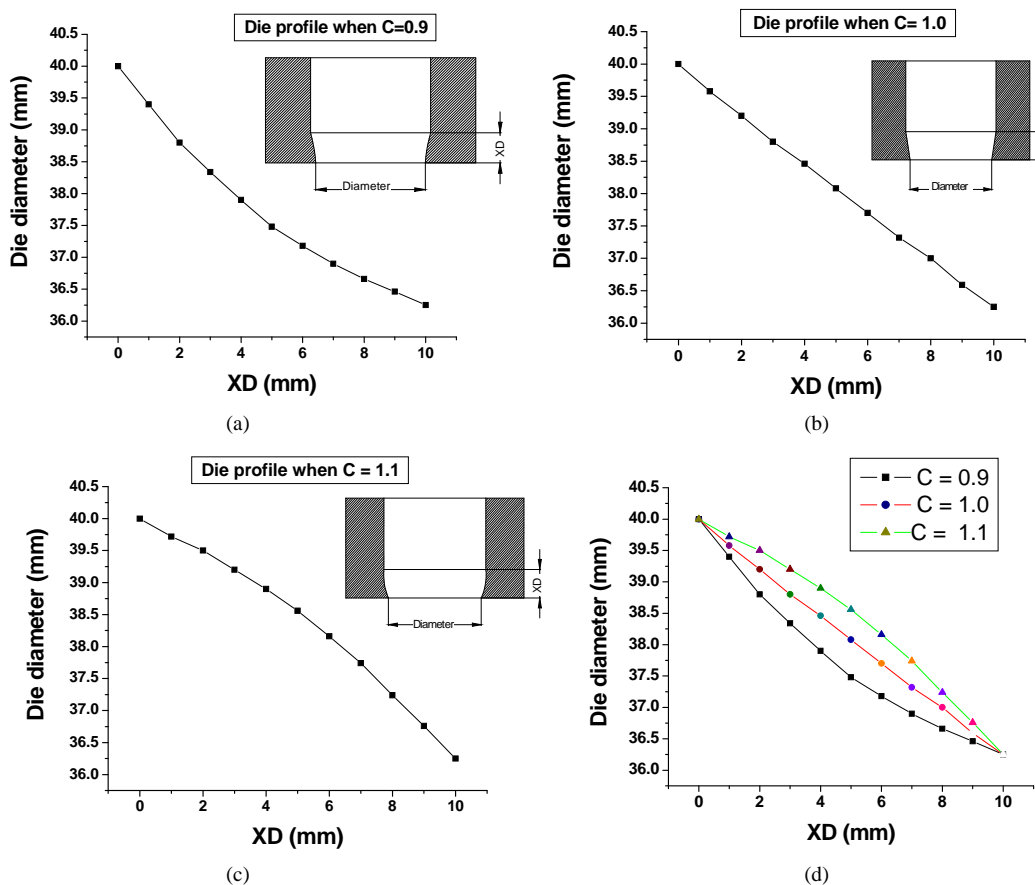 Die profile when C=0.9
40.5
40.0
39.5
39.0
38.5
38.0
37.5
37.0
36.5
36.0
Die diameter (mm)
0 2 4 6 8 10
XD (mm)
XD
Diameter
(a)
Die profile when C= 1.0
40.5
40.0
39.5
39.0
38.5
38.0
37.5
37.0
36.5
36.0
Die diameter (mm)
0 2 4 6 8 10
XD (mm)
Diameter
(b)
Die profile when C = 1.1
40.5
40.0
39.5
39.0
38.5
38.0
37.5
37.0
36.5
36.0
Die diameter (mm)
0 2 4 6 8 10
XD (mm)
XD
Diameter
(c)
C = 0.9
C = 1.0
C = 1.1
40.5
40.0
39.5
39.0
38.5
38.0
37.5
37.0
36.5
36.0
Die diameter (mm)
0 2 4 6 8 10
XD (mm)
(d)